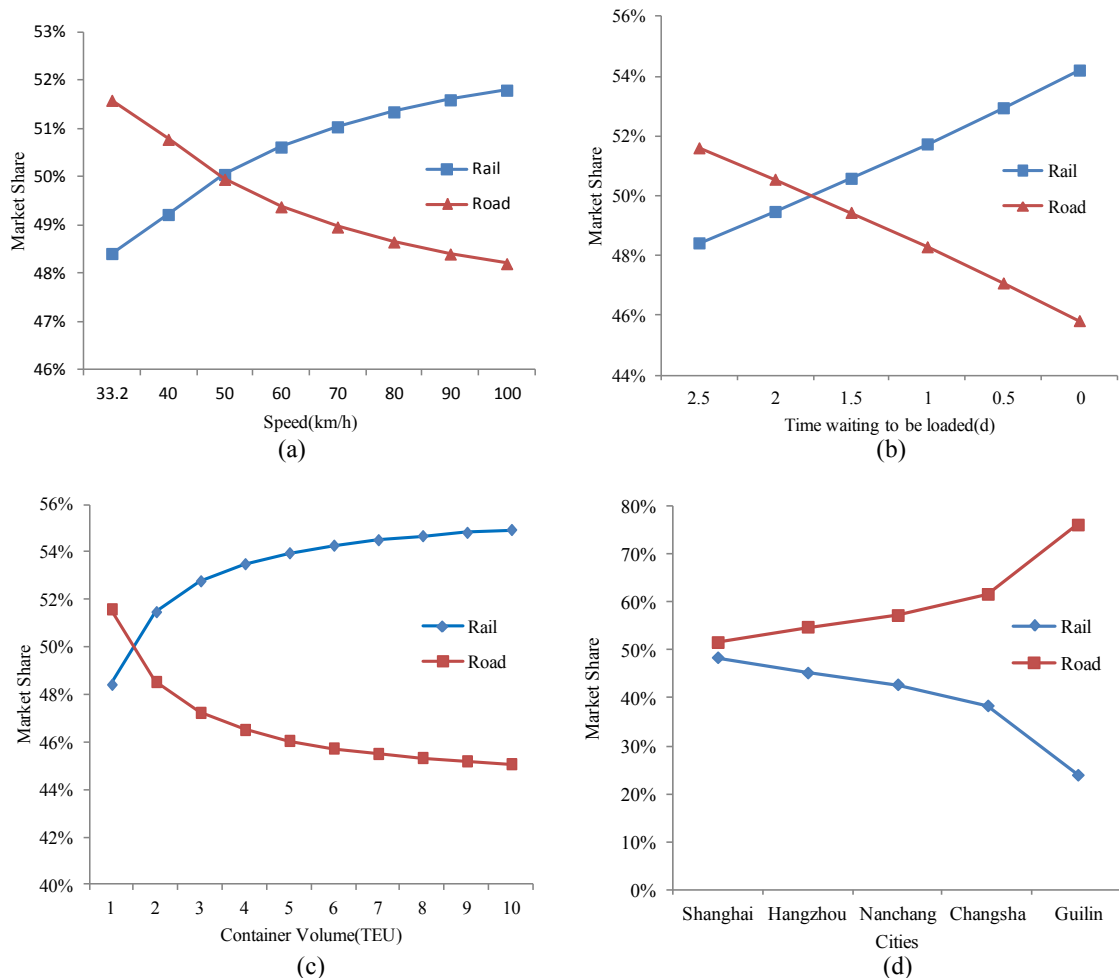 53%
52%
51%
50%
49%
48%
47%
46%
Market Share
Rail
Road
33.2 40 50 60 70 80 90 100
Speed(km/h)
(a)
56%
54%
52%
50%
48%
46%
44%
Market Share
Rail
Road
2.5 2 1.5 1 0.5 0
Time waiting to be loaded(d)
(b)
56%
54%
52%
50%
48%
46%
44%
42%
40%
Market Share
Rail
Road
1 2 3 4 5 6 7 8 9 10
Container Volume(TEU)
(c)
80%
70%
60%
50%
40%
30%
20%
10%
0%
Market Share
Rail
Road
Shanghai Hangzhou Nanchang Changsha Guilin
Cities
(d)